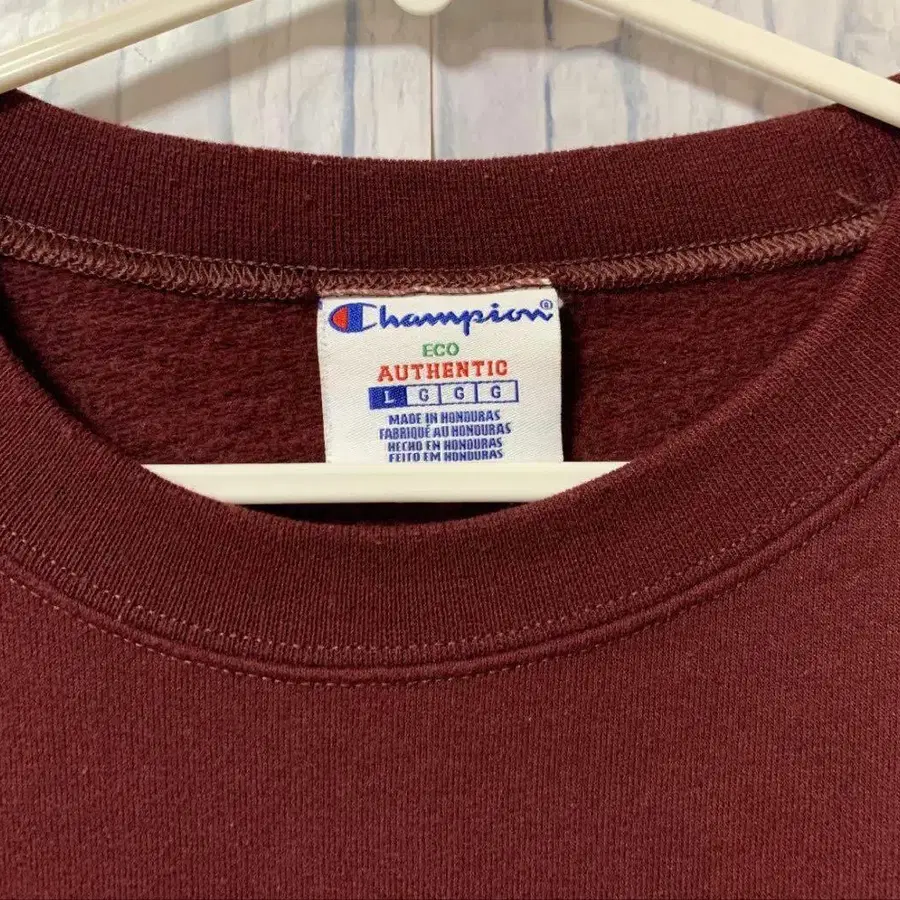 Champion®
ECO
AUTHENTIC
L G G G
MADE IN HONDURAS
FABRIQUÉ AU HONDURAS
HECHO EN HONDURAS
FEITO EM HONDURAS